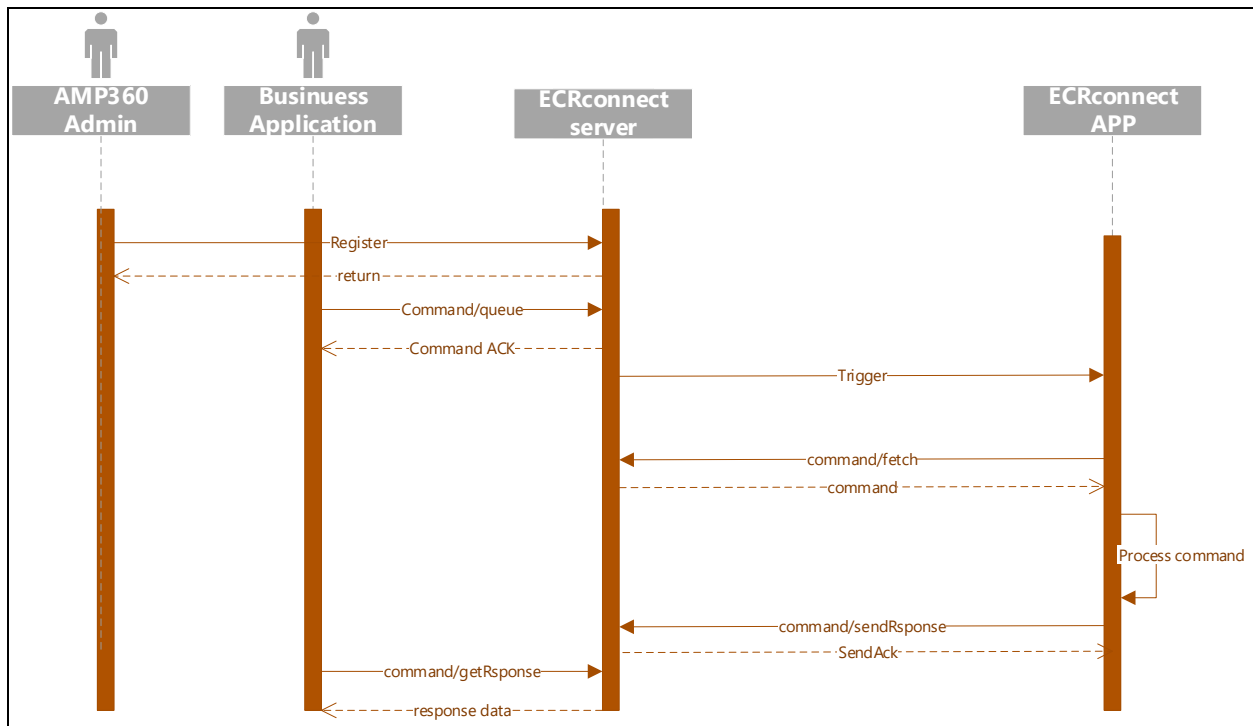 AMP360
Admin
Businuess
Application
ECRconnect
server
ECRconnect
APP
Register
return
Command/queue
Command ACK
Trigger
command/fetch
command
Process command
command/sendRsponse
SendAck
command/getRsponse
response data